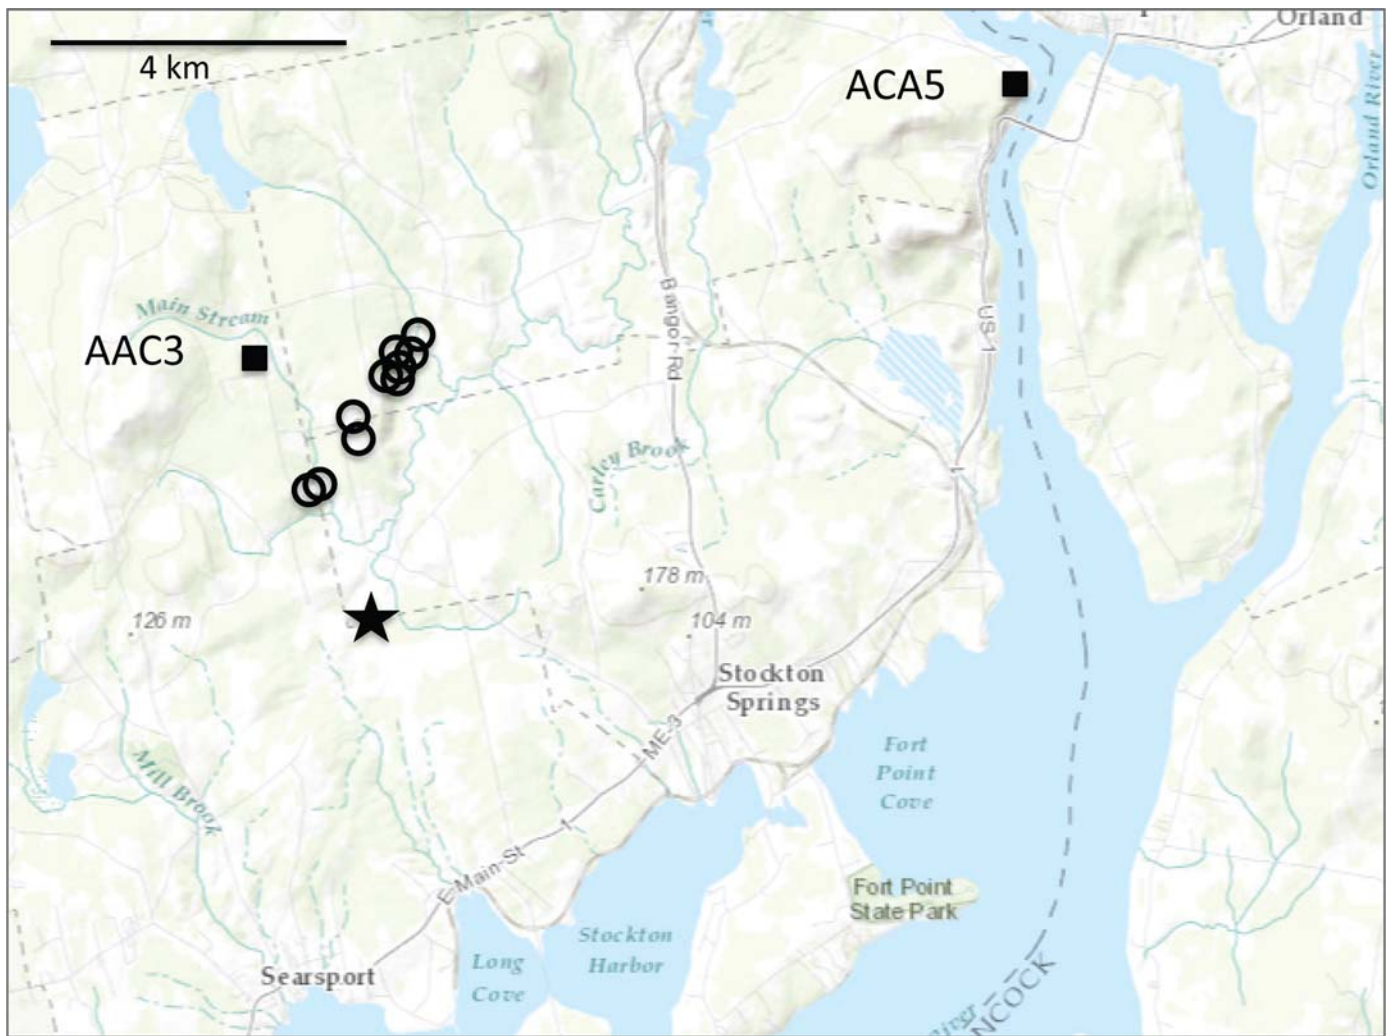 Orland
4 km
ACA5
Orland River
Main Stream
AAC3
Bangor Rd
US-1
Carley Brook
1
178 m
126 m
104 m
Stockton
Springs
ME-3
Fort
Point
Cove
Mill Brook
1
E-Main-St
Fort Point
State Park
Stockton
Harbor
Long
Cove
Searsport